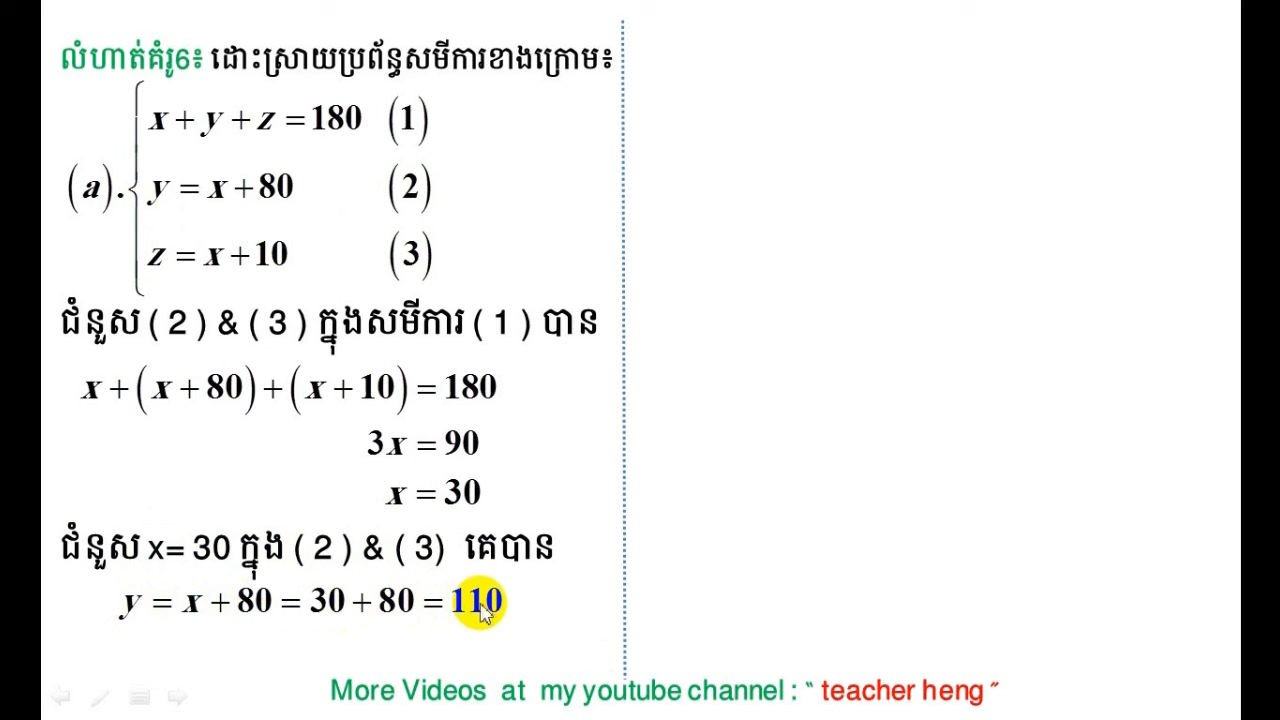 លំហាត់គំរូ6៖ ដោះស្រាយប្រព័ន្ធសមីការខាងក្រោម៖
x + y + z = 180 (1)
(a). y = x + 80 (2)
z = x + 10 (3)
ជំនួស ( 2 ) & ( 3 ) ក្នុងសមីការ ( 1 ) បាន
x + (x + 80) + (x + 10) = 180
3x = 90
x = 30
ជំនួស x= 30 ក្នុង ( 2 ) & ( 3) គេបាន
y = x + 80 = 30 + 80 = 110
More Videos at my youtube channel : “ teacher heng ”